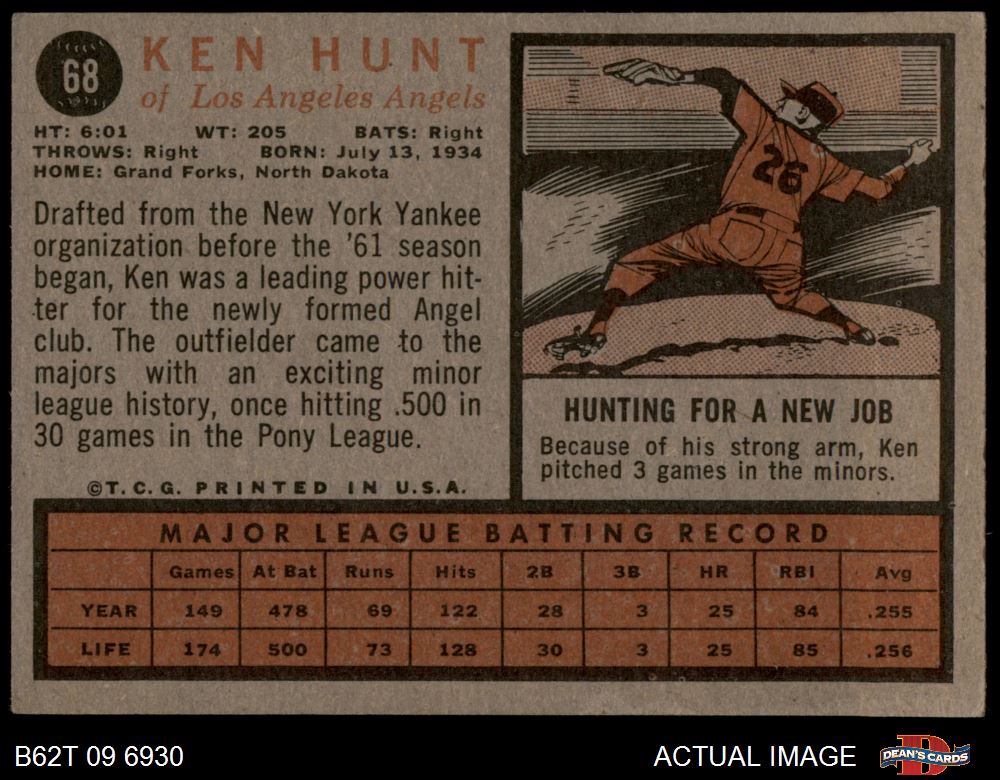 68
KEN HUNT
of Los Angeles Angels
HT: 6:01 WT: 205 BATS: Right
THROWS: Right BORN: July 13, 1934
HOME: Grand Forks, North Dakota
Drafted from the New York Yankee
organization before the '61 season
began, Ken was a leading power hit-
ter for the newly formed Angel
club. The outfielder came to the
majors with an exciting minor
league history, once hitting .500 in
30 games in the Pony League.
©T.C.G. PRINTED IN U.S.A.
26
HUNTING FOR A NEW JOB
Because of his strong arm, Ken
pitched 3 games in the minors.
MAJOR LEAGUE BATTING RECORD
Games At Bat Runs Hits 2B 3B HR RBI Avg
YEAR 149 478 69 122 28 3 25 84 .255
LIFE 174 500 73 128 30 3 25 85 .256
B62T 09 6930 ACTUAL IMAGE DEAN'S CARDS